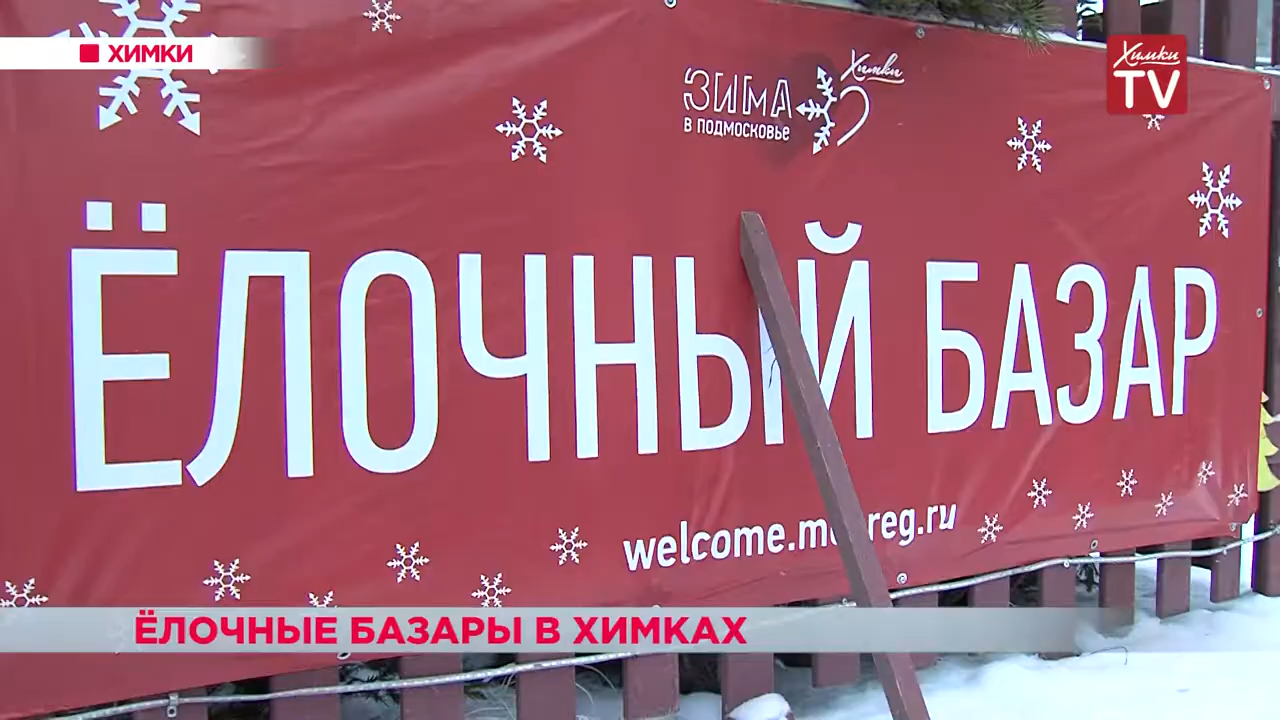 ХИМКИ
Химки
TV
ЗИМА
В ПОДМОСКОВЬЕ
Химки
ЁЛОЧНЫЙ БАЗАР
ЁЛОЧНЫЕ БАЗАРЫ В ХИМКАХ